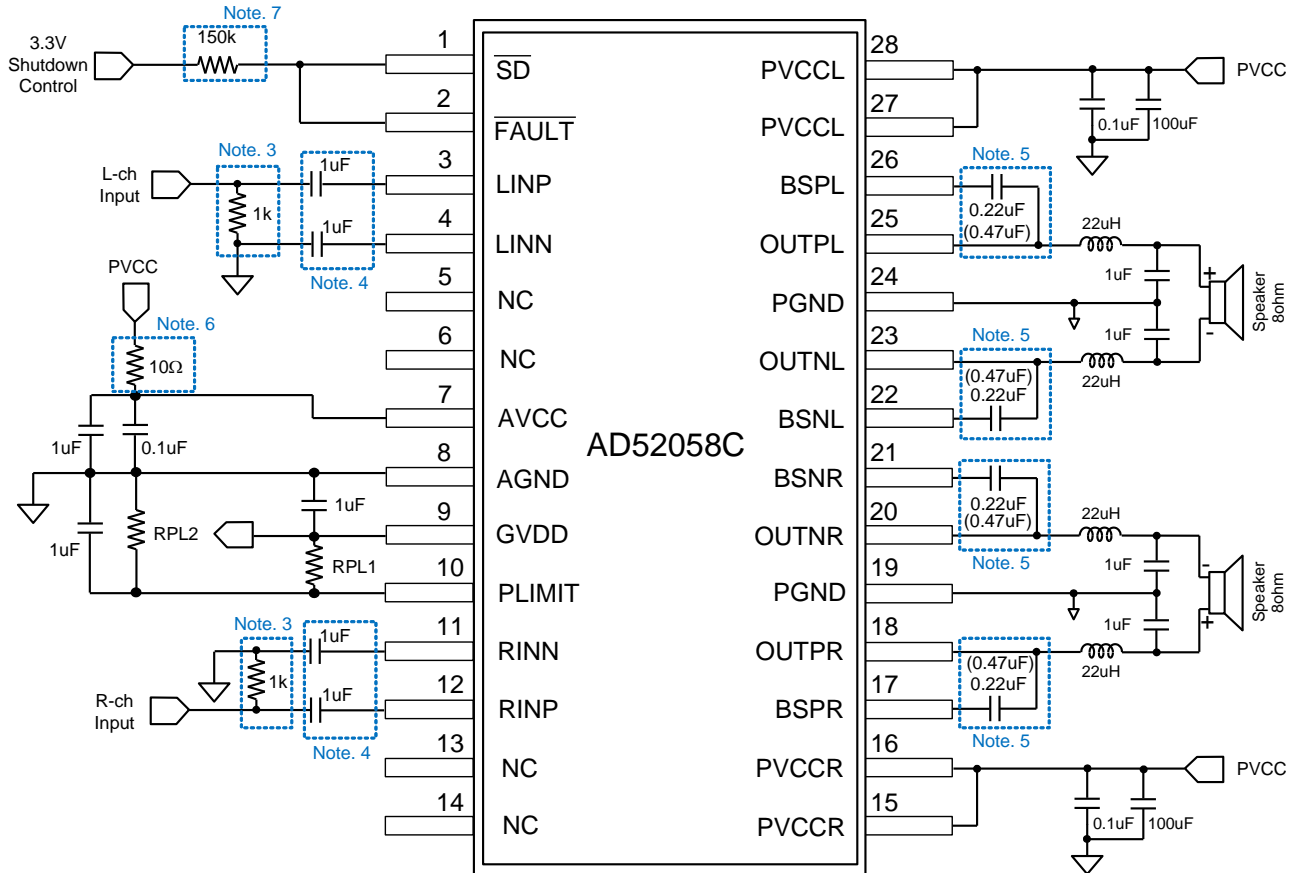 Note. 7
150k
3.3V
Shutdown
Control
1
SD
2
FAULT
Note. 3
1uF
L-ch
Input
3
LINP
1k
1uF
4
LINN
Note. 4
5
NC
PVCC
Note. 6
6
NC
10Ω
7
AVCC
1uF
0.1uF
8
AGND
1uF
1uF
RPL2
9
GVDD
RPL1
10
PLIMIT
Note. 3
1uF
11
RINN
1k
1uF
R-ch
Input
12
RINP
Note. 4
13
NC
14
NC
AD52058C
28
PVCCL
PVCC
27
PVCCL
0.1uF
100uF
26
BSPL
Note. 5
0.22uF
(0.47uF)
25
OUTPL
22uH
1uF
+
24
PGND
Speaker
8ohm
1uF
-
23
OUTNL
Note. 5
(0.47uF)
0.22uF
22uH
22
BSNL
21
BSNR
0.22uF
(0.47uF)
20
OUTNR
22uH
Note. 5
1uF
-
19
PGND
Speaker
8ohm
1uF
+
18
OUTPR
(0.47uF)
0.22uF
22uH
17
BSPR
Note. 5
16
PVCCR
PVCC
15
PVCCR
0.1uF
100uF